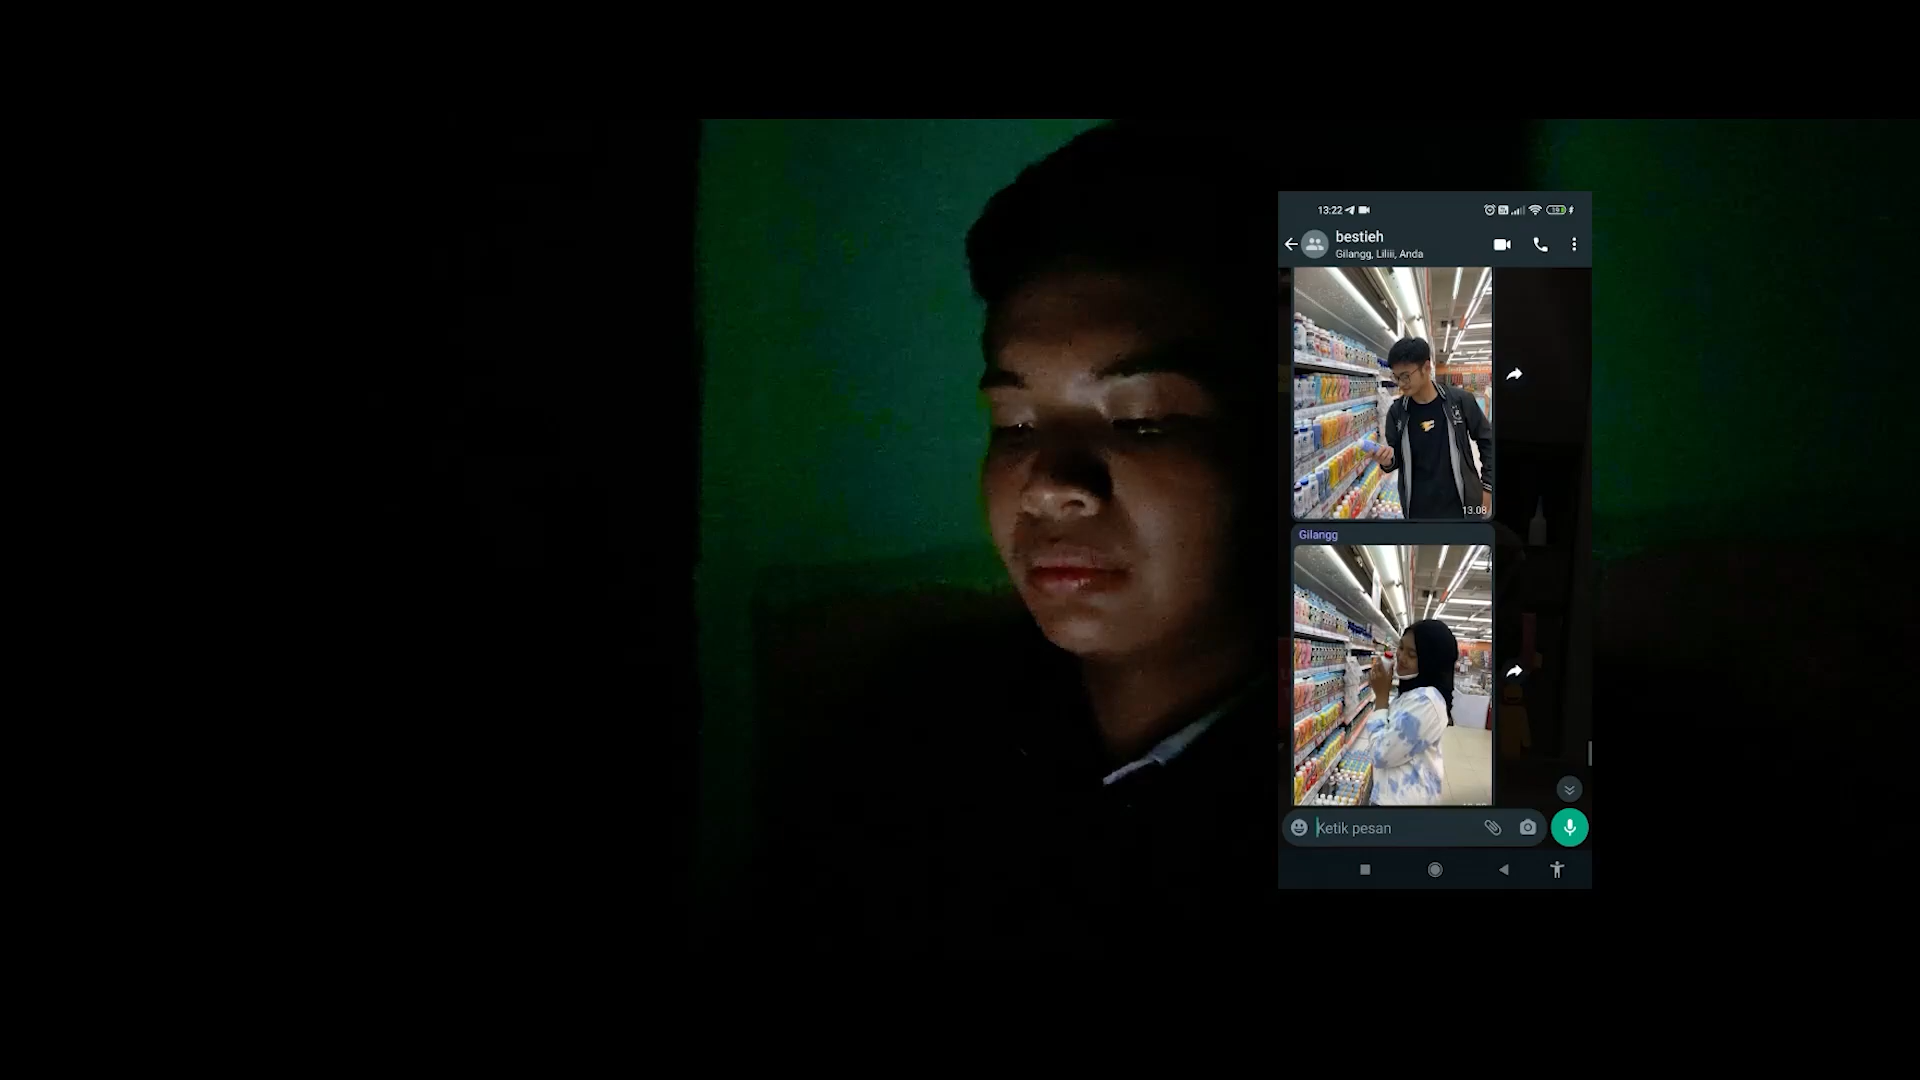 13:22
bestieh
Gilangg, Liliii, Anda
13.08
Gilangg
Ketik pesan